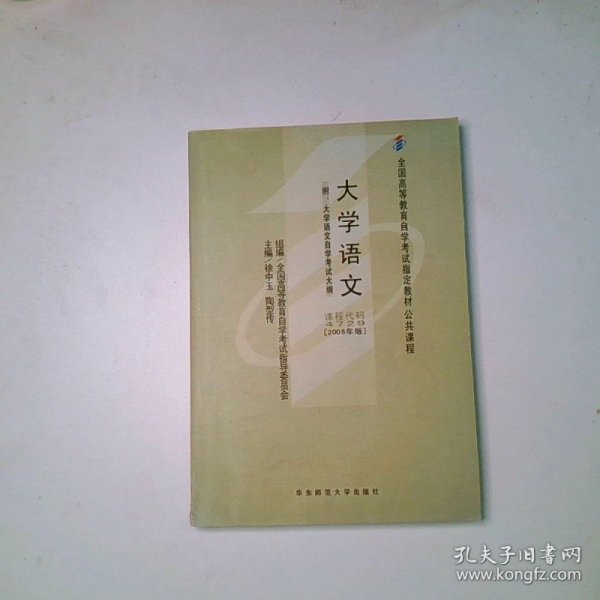 全国高等教育自学考试指定教材 公共课程
大学语文
[附:大学语文自学考试大纲]
课程代码
4729
[2006年版]
组编/全国高等教育自学考试指导委员会
主编/徐中玉 陶型传
华东师范大学出版社
孔夫子旧书网
www.kongfz.com